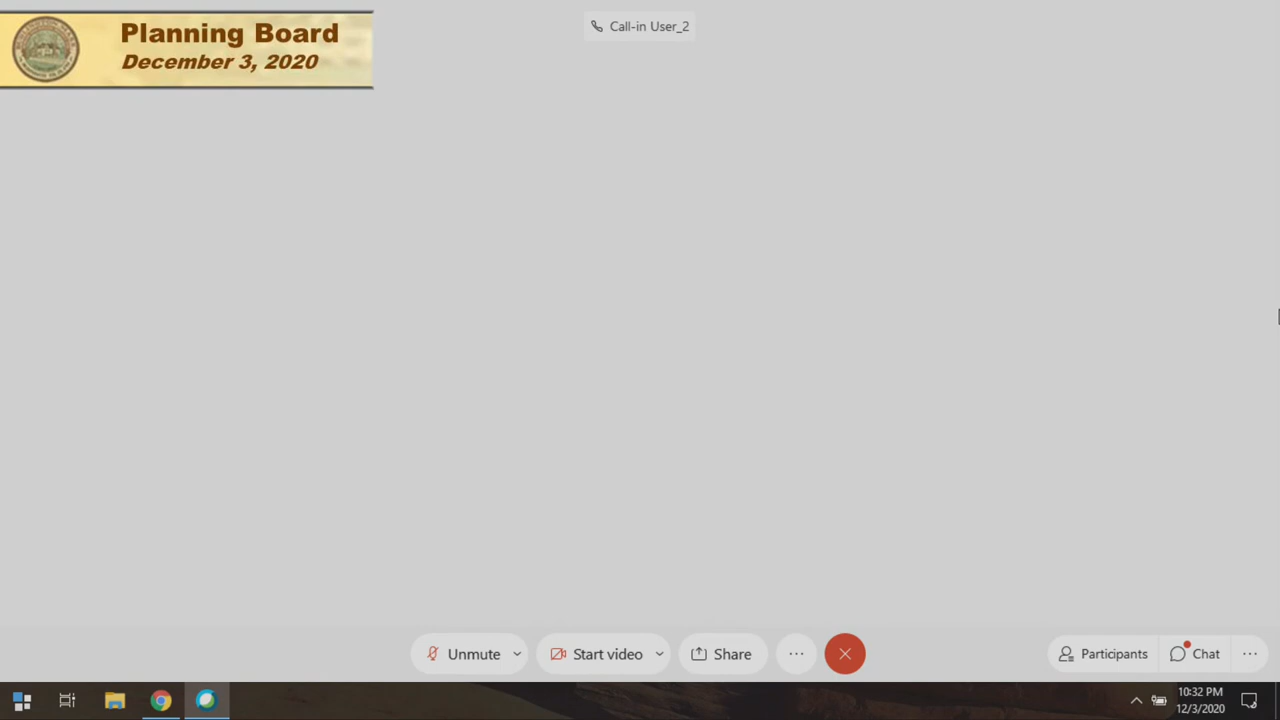 Planning Board
December 3, 2020
Call-in User_2
Unmute
Start video
Share
Participants
Chat
10:32 PM
12/3/2020